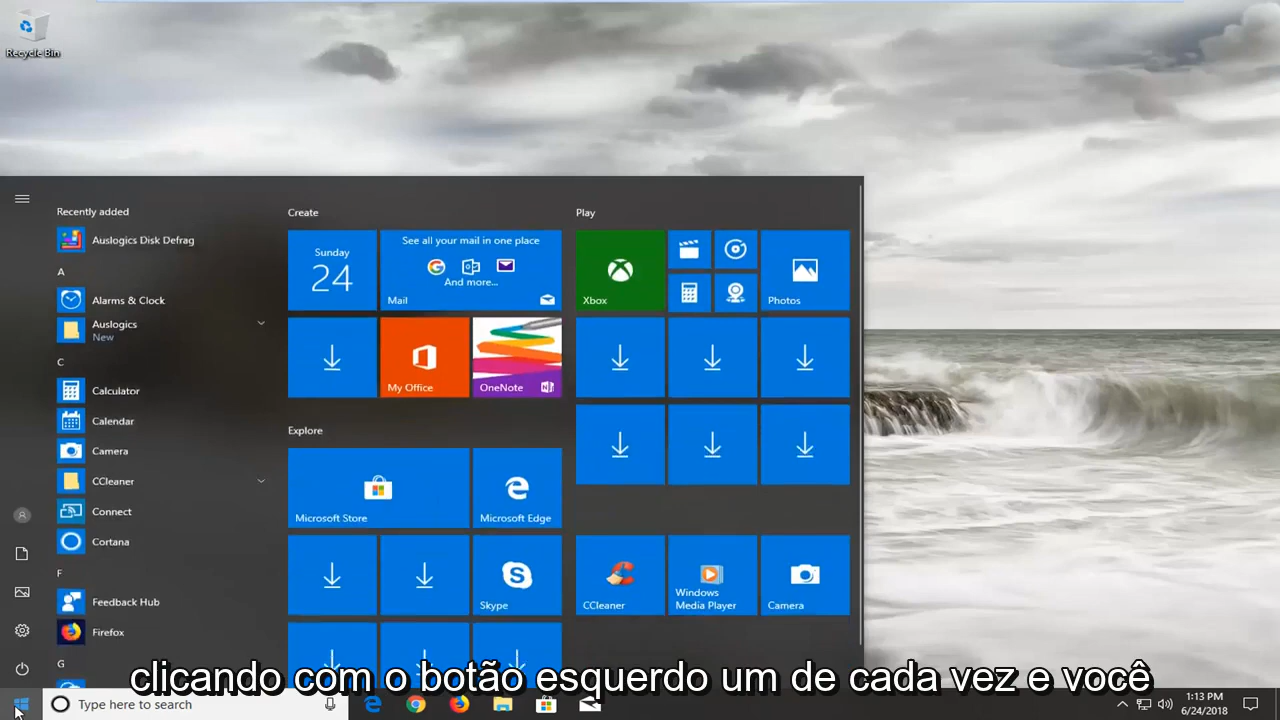 Recycle Bin
Recently added
Auslogics Disk Defrag
A
Alarms & Clock
Auslogics
New
C
Calculator
Calendar
Camera
CCleaner
Connect
Cortana
F
Feedback Hub
Firefox
G
Create
Sunday
24
See all your mail in one place
And more...
Mail
My Office
OneNote
Explore
Microsoft Store
Microsoft Edge
Skype
Play
Xbox
Photos
CCleaner
Windows
Media Player
Camera
clicando com o botão esquerdo um de cada vez e você
Type here to search
1:13 PM
6/24/2018